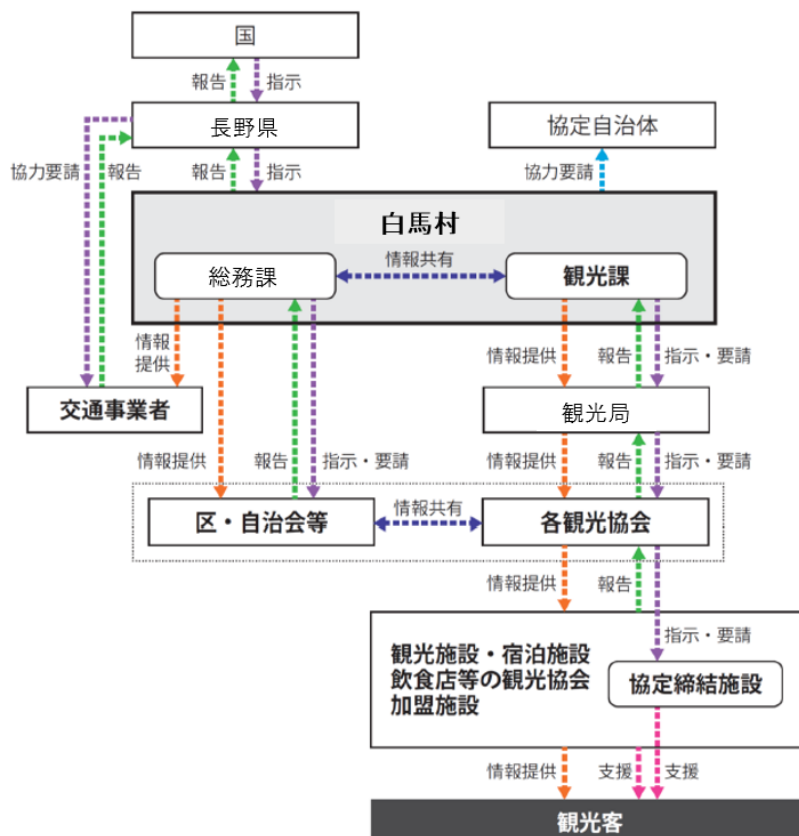 国
報告
指示
長野県
協定自治体
協力要請
報告
報告
指示
協力要請
白馬村
総務課
情報共有
観光課
情報
提供
情報提供
報告
指示・要請
交通事業者
観光局
情報提供
報告
指示・要請
情報提供
報告
指示・要請
区・自治会等
情報共有
各観光協会
情報提供
報告
指示・要請
観光施設・宿泊施設
飲食店等の観光協会
加盟施設
協定締結施設
情報提供
支援
支援
観光客